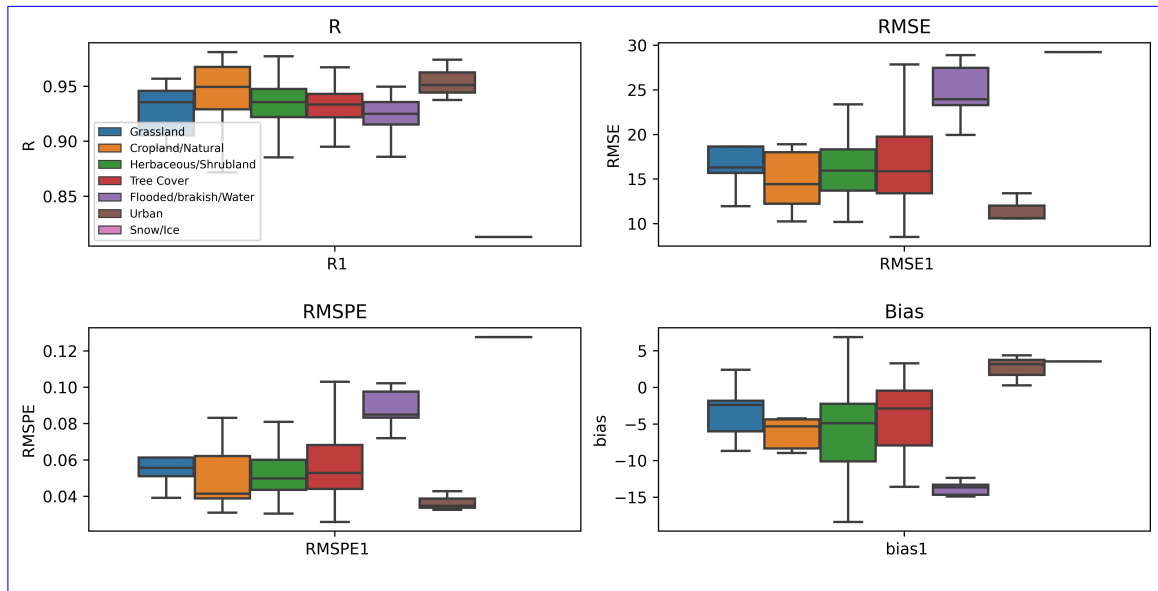 R
R
0.95
0.90
0.85
Grassland
Cropland/Natural
Herbaceous/Shrubland
Tree Cover
Flooded/brakish/Water
Urban
Snow/Ice
R1
RMSE
RMSE
30
25
20
15
10
RMSE1
RMSPE
RMSPE
0.12
0.10
0.08
0.06
0.04
RMSPE1
Bias
bias
5
0
−5
−10
−15
bias1